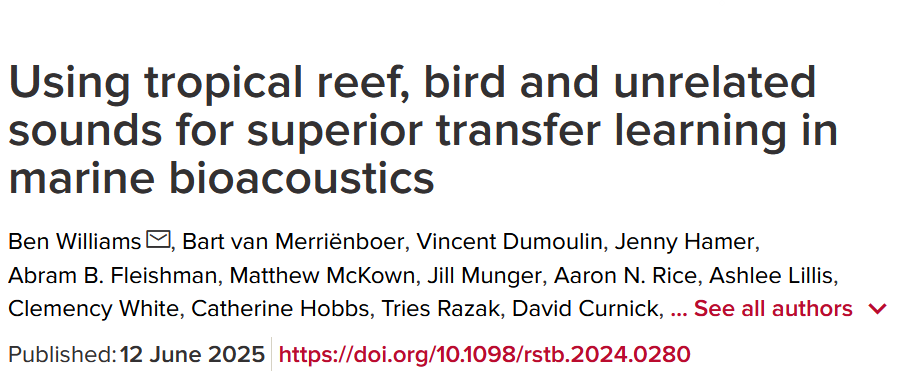 Using tropical reef, bird and unrelated
sounds for superior transfer learning in
marine bioacoustics
Ben Williams, Bart van Merriënboer, Vincent Dumoulin, Jenny Hamer,
Abram B. Fleishman, Matthew McKown, Jill Munger, Aaron N. Rice, Ashlee Lillis,
Clemency White, Catherine Hobbs, Tries Razak, David Curnick, ... See all authors
Published: 12 June 2025 https://doi.org/10.1098/rstb.2024.0280